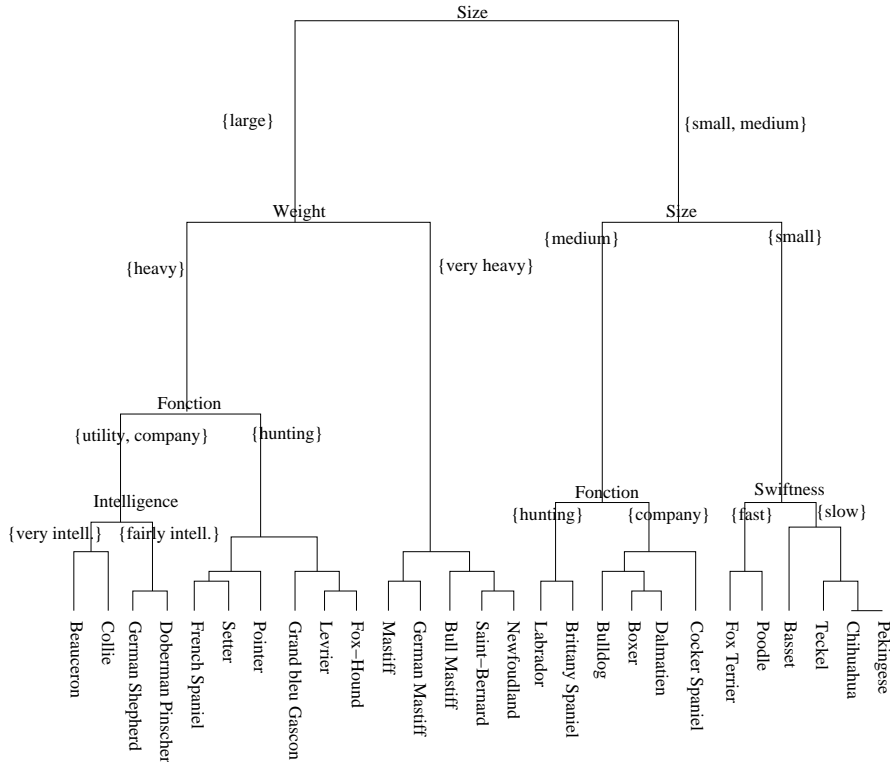 Size
{large}
{small, medium}
Weight
Size
{medium}
{small}
{heavy}
{very heavy}
Fonction
{utility, company}
{hunting}
Intelligence
Fonction
Swiftness
{very intell.}
{fairly intell.}
{hunting}
{company}
{fast}
{slow}
Beauceron
Collie
German Shepherd
Doberman Pinscher
French Spaniel
Setter
Pointer
Grand bleu Gascon
Levrier
Fox−Hound
Mastiff
German Mastiff
Bull Mastiff
Saint−Bernard
Newfoudland
Labrador
Brittany Spaniel
Bulldog
Boxer
Dalmatien
Cocker Spaniel
Fox Terrier
Poodle
Basset
Teckel
Chihuahua
Pekingese